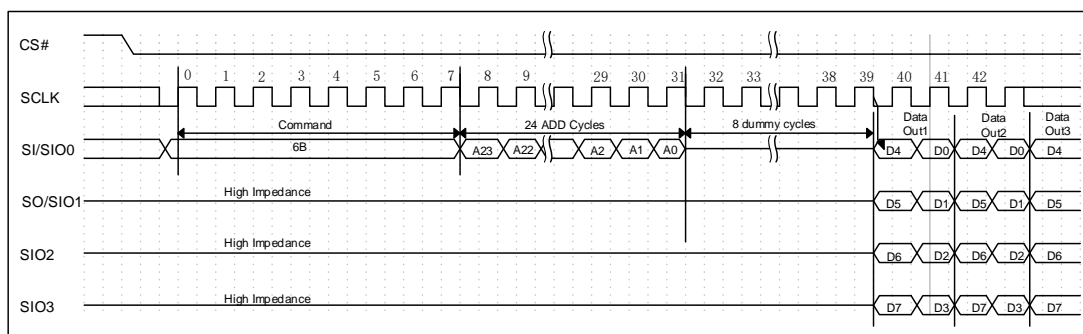 CS#
0 1 2 3 4 5 6 7 8 9 29 30 31 32 33 38 39 40 41 42
SCLK
Command 24 ADD Cycles 8 dummy cycles Data Out1 Data Out2 Data Out3
SI/SIO0 6B A23 A22 A2 A1 A0 D4 D0 D4 D0 D4
High Impedance
SO/SIO1 D5 D1 D5 D1 D5
High Impedance
SIO2 D6 D2 D6 D2 D6
High Impedance
SIO3 D7 D3 D7 D3 D7